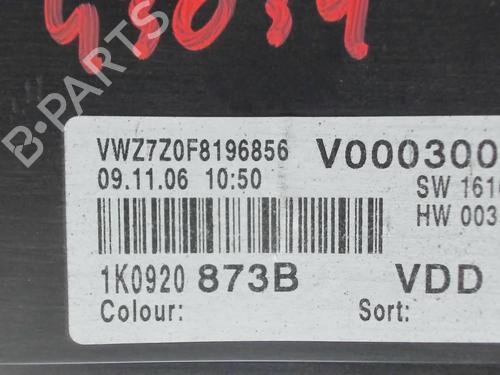 B-PARTS
VWZ7Z0F8196856 V000300
09.11.06 10:50 SW 161
HW 003
1K0920 873B VDD
Colour: Sort: